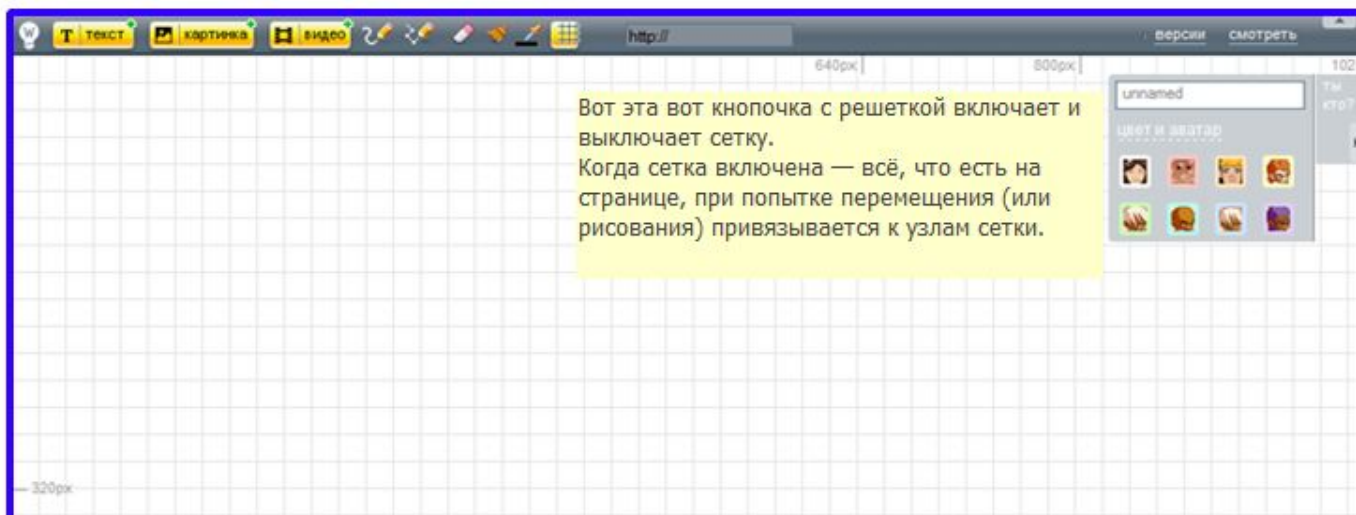 W T текст картинка видео http:// версии смотреть
640px 800px 102
unnamed
ты
кто?
цвет и аватар
Вот эта вот кнопочка с решеткой включает и
выключает сетку.
Когда сетка включена — всё, что есть на
странице, при попытке перемещения (или
рисования) привязывается к узлам сетки.
320px